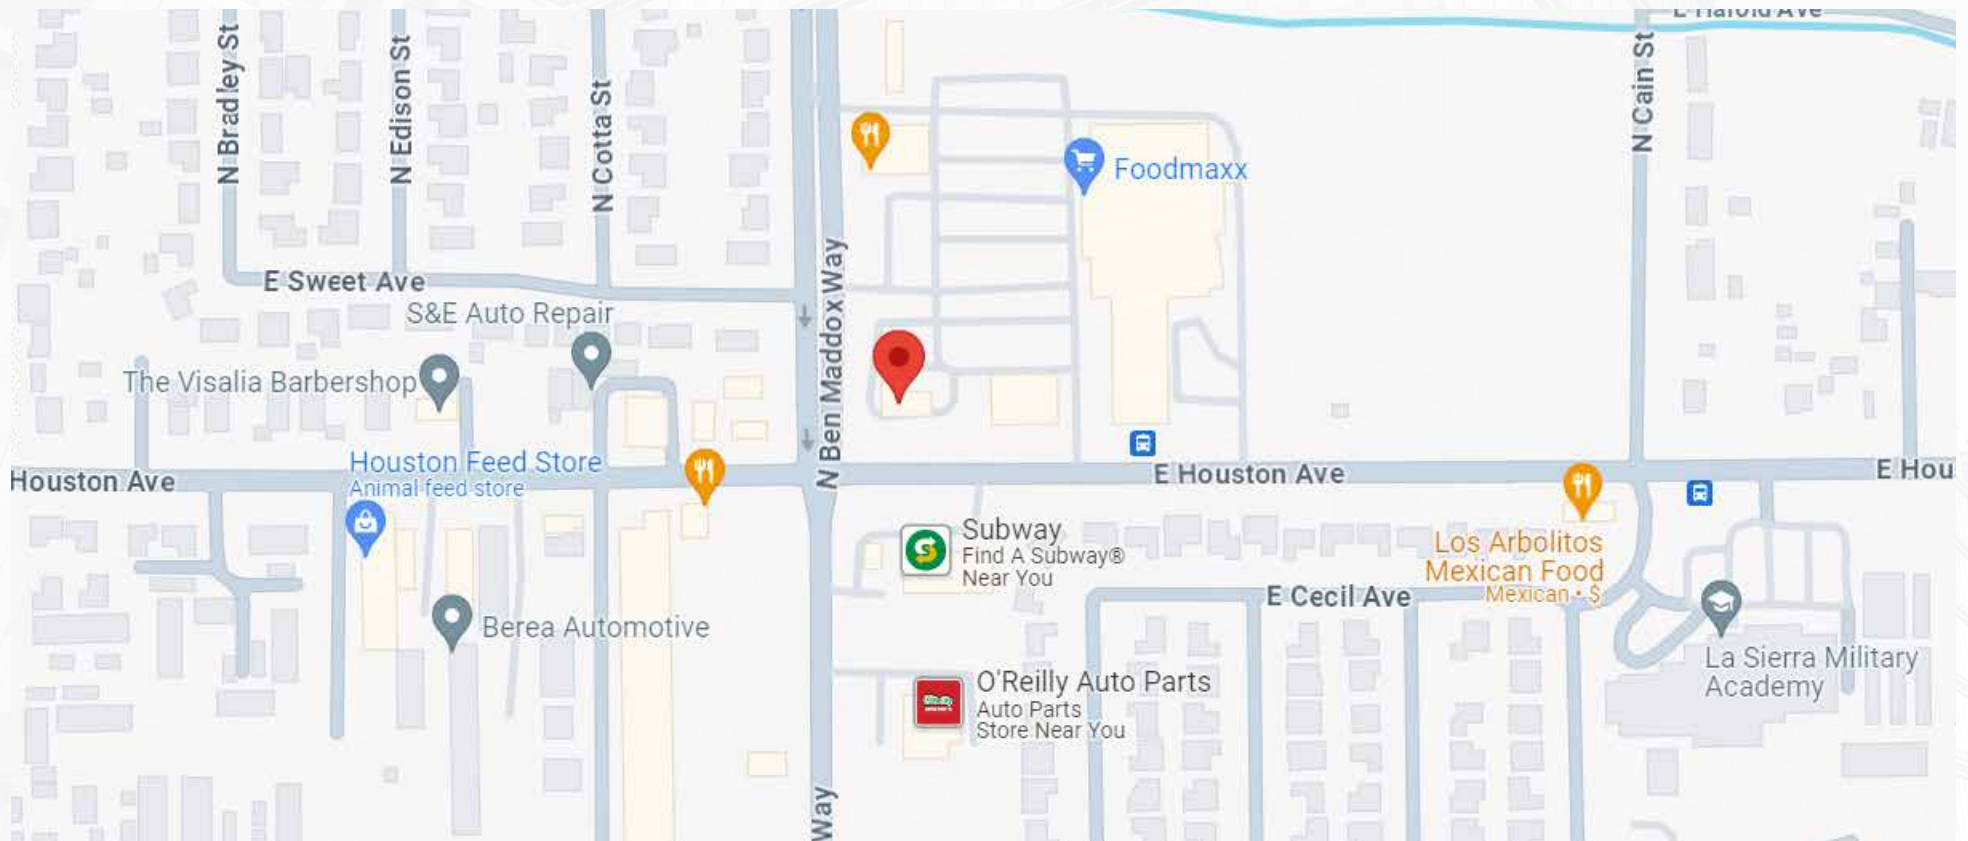 E Harold Ave
N Bradley St
N Edison St
N Cotta St
N Cain St
Foodmaxx
N Ben Maddox Way
E Sweet Ave
S&E Auto Repair
The Visalia Barbershop
Houston Feed Store
Animal feed store
Houston Ave
E Houston Ave
E Hou
Subway
Find A Subway®
Near You
Los Arbolitos
Mexican Food
Mexican • $
E Cecil Ave
Berea Automotive
La Sierra Military
Academy
O'Reilly Auto Parts
Auto Parts
Store Near You
Way